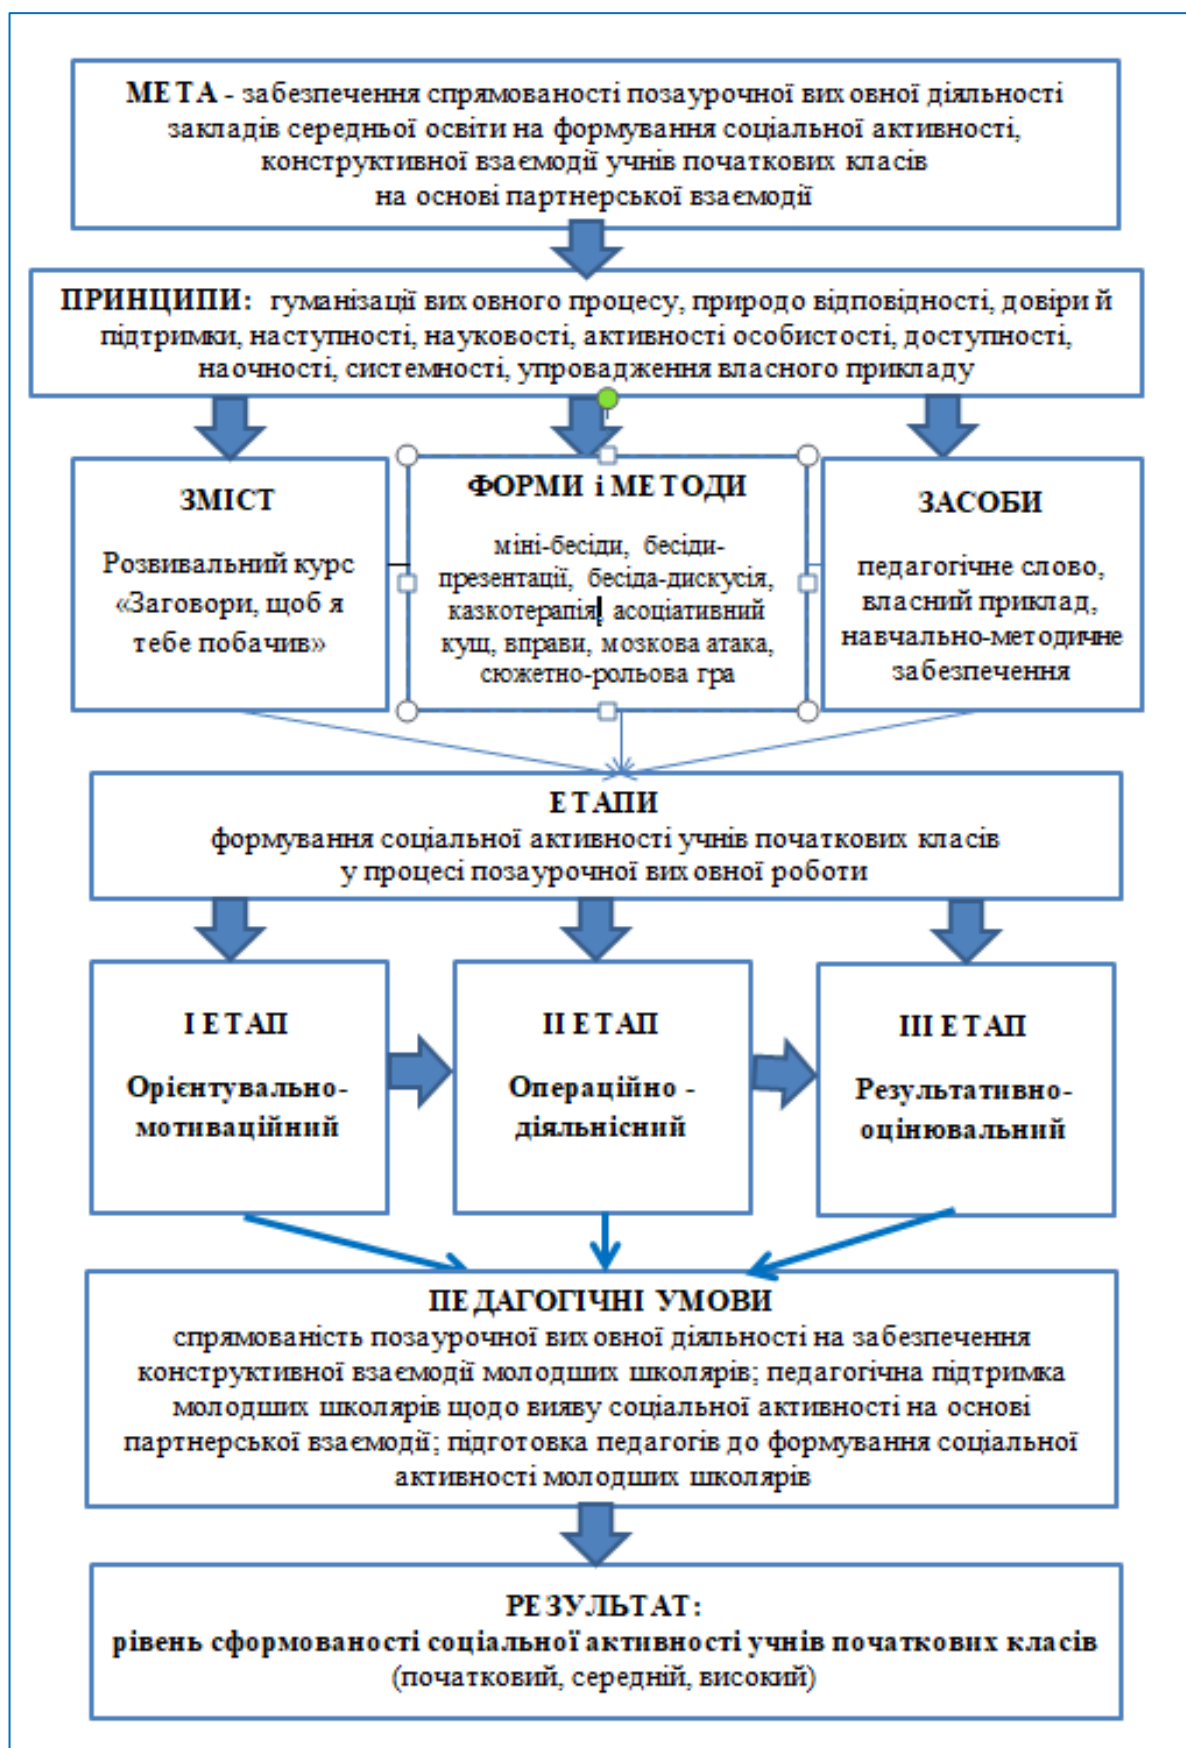 МЕТА - забезпечення спрямованості позаурочної виховної діяльності
закладів середньої освіти на формування соціальної активності,
конструктивної взаємодії учнів початкових класів
на основі партнерської взаємодії
ПРИНЦИПИ: гуманізації виховного процесу, природо відповідності, довіри й
підтримки, наступності, науковості, активності особистості, доступності,
наочності, системності, упровадження власного прикладу
ЗМІСТ
Розвивальний курс
«Заговори, щоб я
тебе побачив»
ФОРМИ і МЕТОДИ
міні-бесіди, бесіди-
презентації, бесіда-дискусія,
казкотерапія, асоціативний
кущ, вправи, мозкова атака,
сюжетно-рольова гра
ЗАСОБИ
педагогічне слово,
власний приклад,
навчально-методичне
забезпечення
ЕТАПИ
формування соціальної активності учнів початкових класів
у процесі позаурочної виховної роботи
І ЕТАП
Орієнтувально-
мотиваційний
ІІ ЕТАП
Операційно -
діяльнісний
ІІІ ЕТАП
Результативно-
оцінювальний
ПЕДАГОГІЧНІ УМОВИ
спрямованість позаурочної виховної діяльності на забезпечення
конструктивної взаємодії молодших школярів; педагогічна підтримка
молодших школярів щодо вияву соціальної активності на основі
партнерської взаємодії; підготовка педагогів до формування соціальної
активності молодших школярів
РЕЗУЛЬТАТ:
рівень сформованості соціальної активності учнів початкових класів
(початковий, середній, високий)